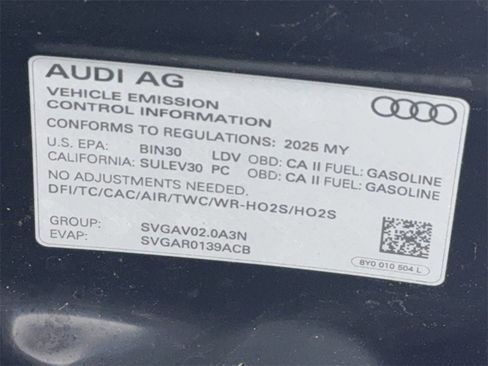 AUDI AG
VEHICLE EMISSION
CONTROL INFORMATION
CONFORMS TO REGULATIONS: 2025 MY
U.S. EPA: BIN30 LDV OBD: CA II FUEL: GASOLINE
CALIFORNIA: SULEV30 PC OBD: CA II FUEL: GASOLINE
NO ADJUSTMENTS NEEDED.
DFI/TC/CAC/AIR/TWC/WR-HO2S/HO2S
GROUP: SVGAV02.0A3N
EVAP: SVGAR0139ACB
8Y0 010 504 L